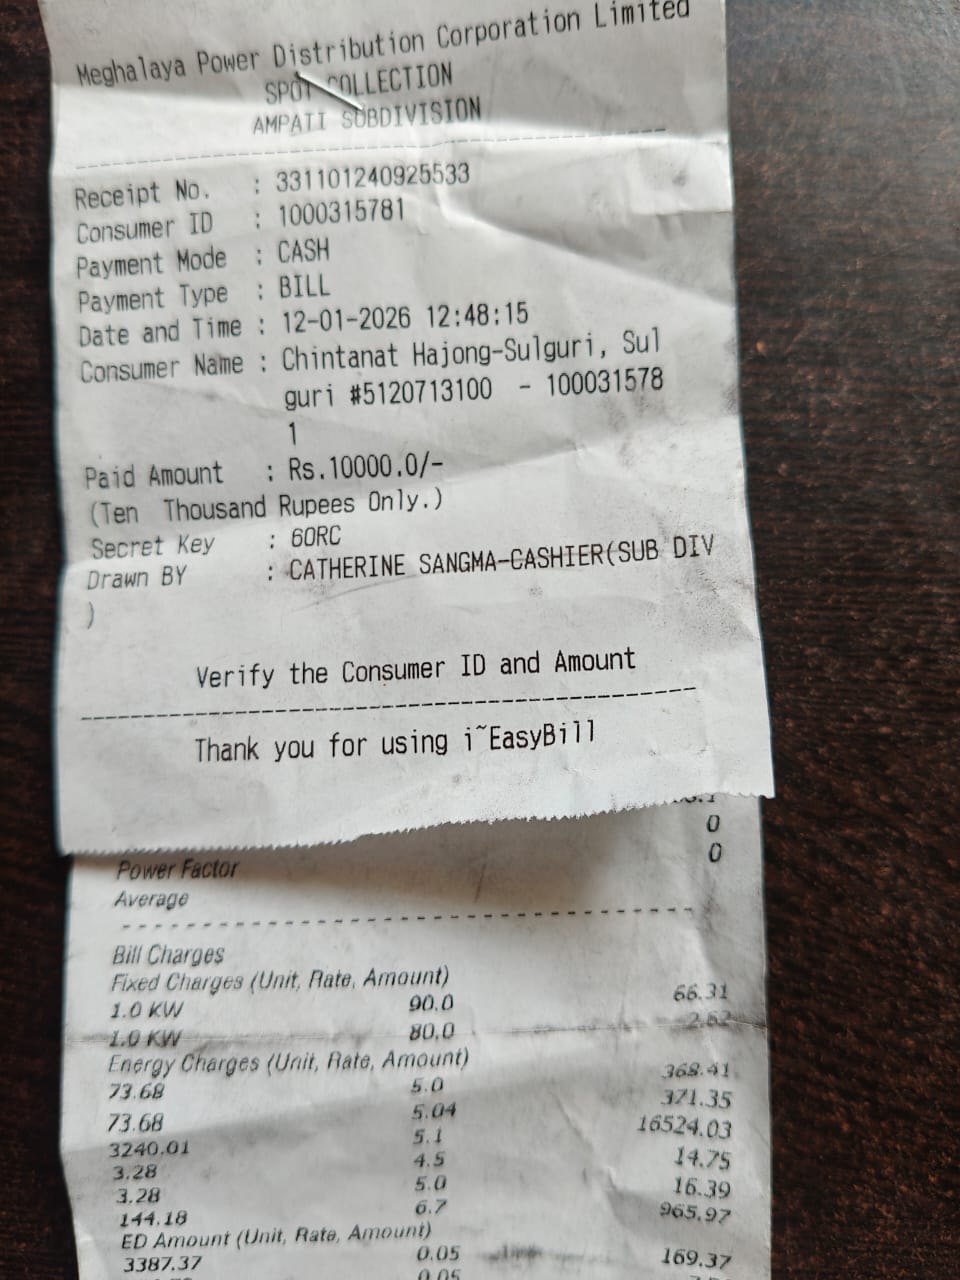 Meghalaya Power Distribution Corporation Limited
SPOT COLLECTION
AMPATI SUBDIVISION
Receipt No. : 331101240925533
Consumer ID : 1000315781
Payment Mode : CASH
Payment Type : BILL
Date and Time : 12-01-2026 12:48:15
Consumer Name : Chintanat Hajong-Sulguri, Sul
guri #5120713100 - 100031578
1
Paid Amount : Rs.10000.0/-
(Ten Thousand Rupees Only.)
Secret Key : 6ORC
Drawn BY : CATHERINE SANGMA-CASHIER(SUB DIV
)
Verify the Consumer ID and Amount
Thank you for using i~EasyBill
0
Power Factor 0
Average
Bill Charges
Fixed Charges (Unit, Rate, Amount)
1.0 KW 90.0 66.31
1.0 KW 80.0 2.62
Energy Charges (Unit, Rate, Amount)
73.68 5.0 368.41
73.68 5.04 371.35
3240.01 5.1 16524.03
3.28 4.5 14.75
3.28 5.0 16.39
144.18 6.7 965.97
ED Amount (Unit, Rate, Amount)
3387.37 0.05 169.37
0.05